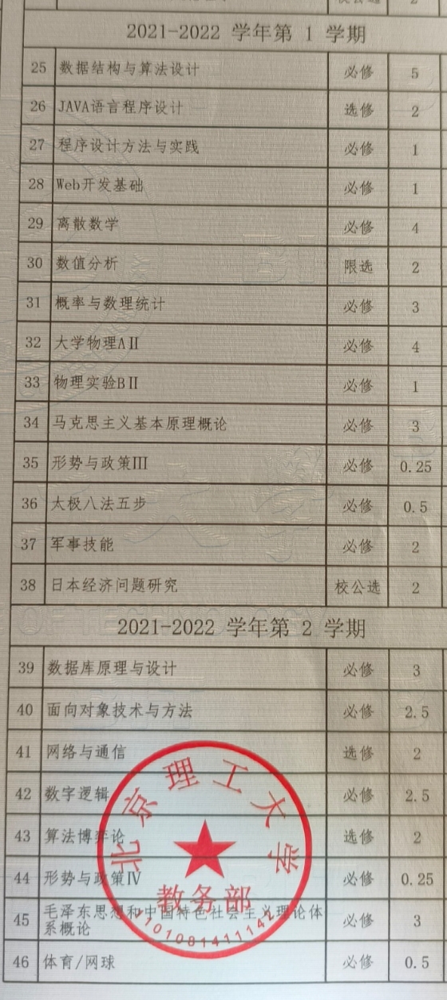 2021-2022 学年第 1 学期
25 数据结构与算法设计 必修 5
26 JAVA语言程序设计 选修 2
27 程序设计方法与实践 必修 1
28 Web开发基础 必修 1
29 离散数学 必修 4
30 数值分析 限选 2
31 概率与数理统计 必修 3
32 大学物理AⅡ 必修 4
33 物理实验BⅡ 必修 1
34 马克思主义基本原理概论 必修 3
35 形势与政策Ⅲ 必修 0.25
36 太极八法五步 必修 0.5
37 军事技能 必修 2
38 日本经济问题研究 校公选 2
2021-2022 学年第 2 学期
39 数据库原理与设计 必修 3
40 面向对象技术与方法 必修 2.5
41 网络与通信 选修 2
42 数字逻辑 必修 2.5
43 算法博弈论 选修 2
44 形势与政策Ⅳ 必修 0.25
45 毛泽东思想和中国特色社会主义理论体 必修 3
系概论
46 体育/网球 必修 0.5
北京理工大学
教务部